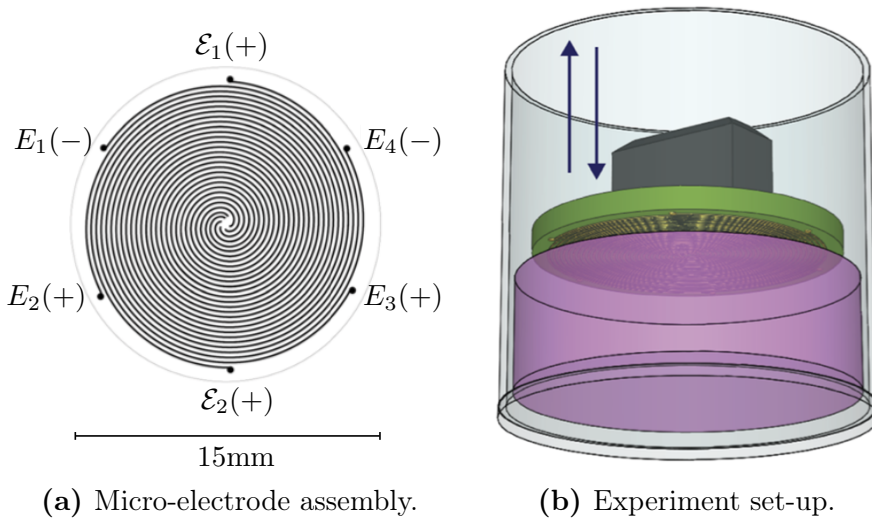 ℰ₁(+)
E₁(−)
E₄(−)
E₂(+)
E₃(+)
ℰ₂(+)
15mm
(a) Micro-electrode assembly.
(b) Experiment set-up.